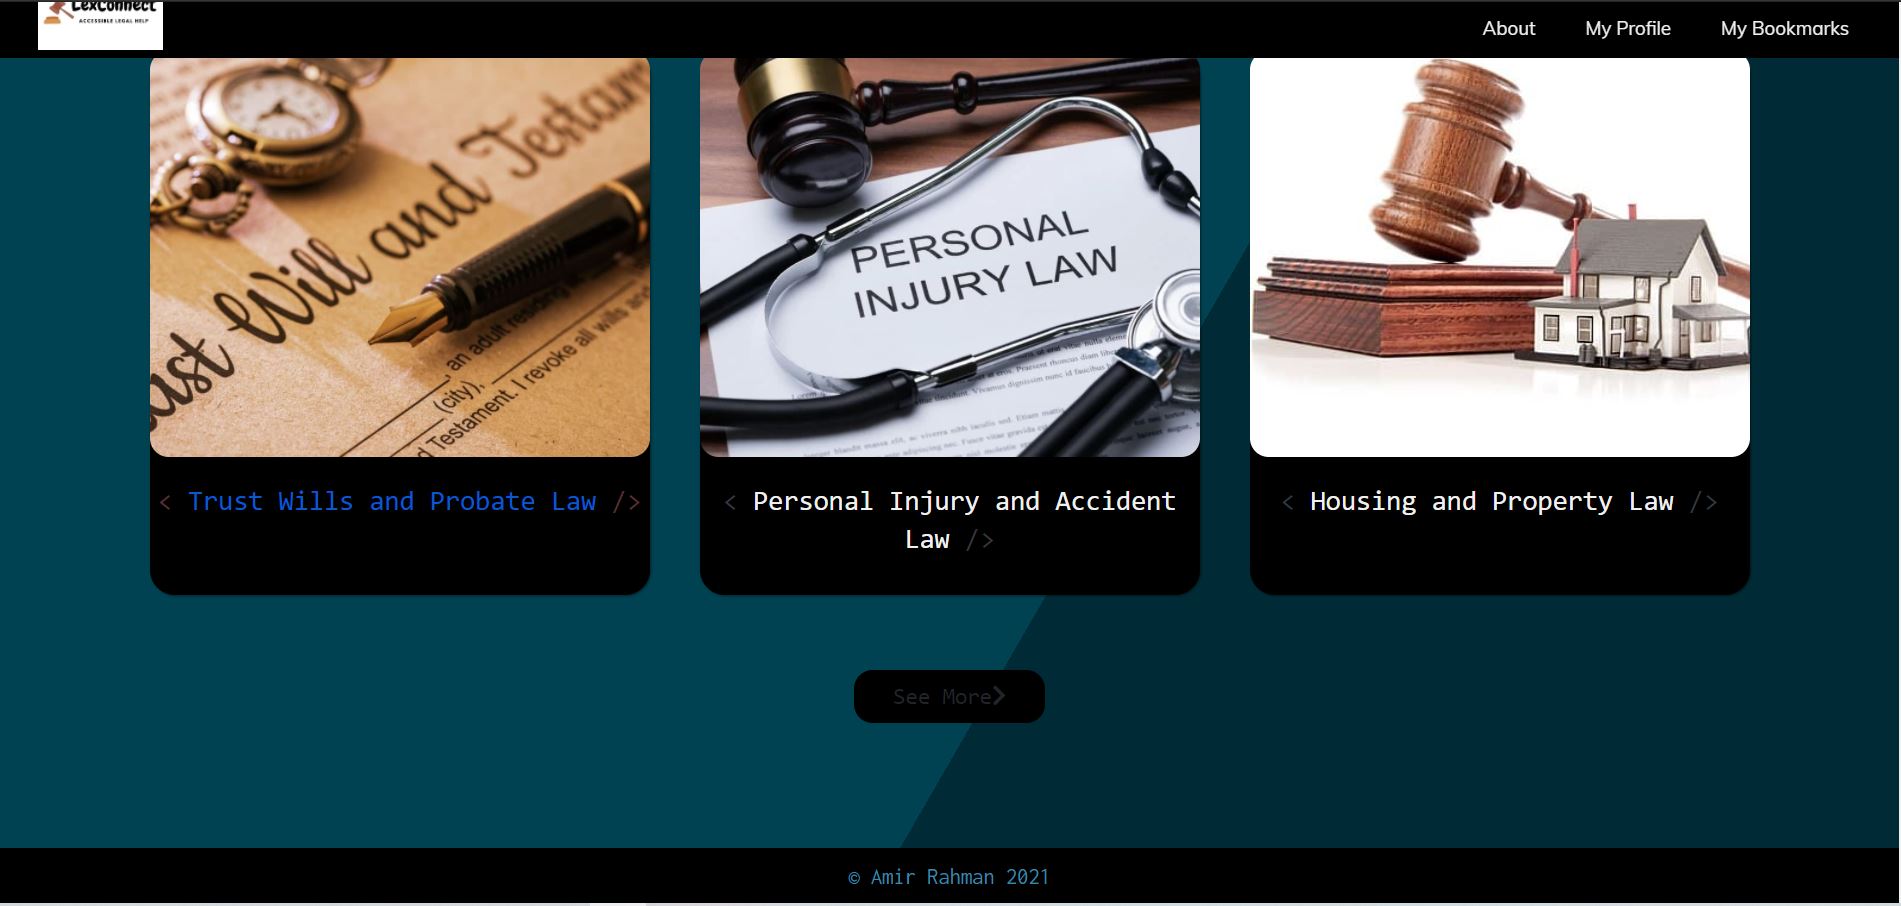 LexConnect
ACCESSIBLE LEGAL HELP
About My Profile My Bookmarks
Last Will and Testam
, an adult residing
(city),
d Testament. I revoke all wills and
PERSONAL
INJURY LAW
< Trust Wills and Probate Law />
< Personal Injury and Accident
Law />
< Housing and Property Law />
See More
© Amir Rahman 2021